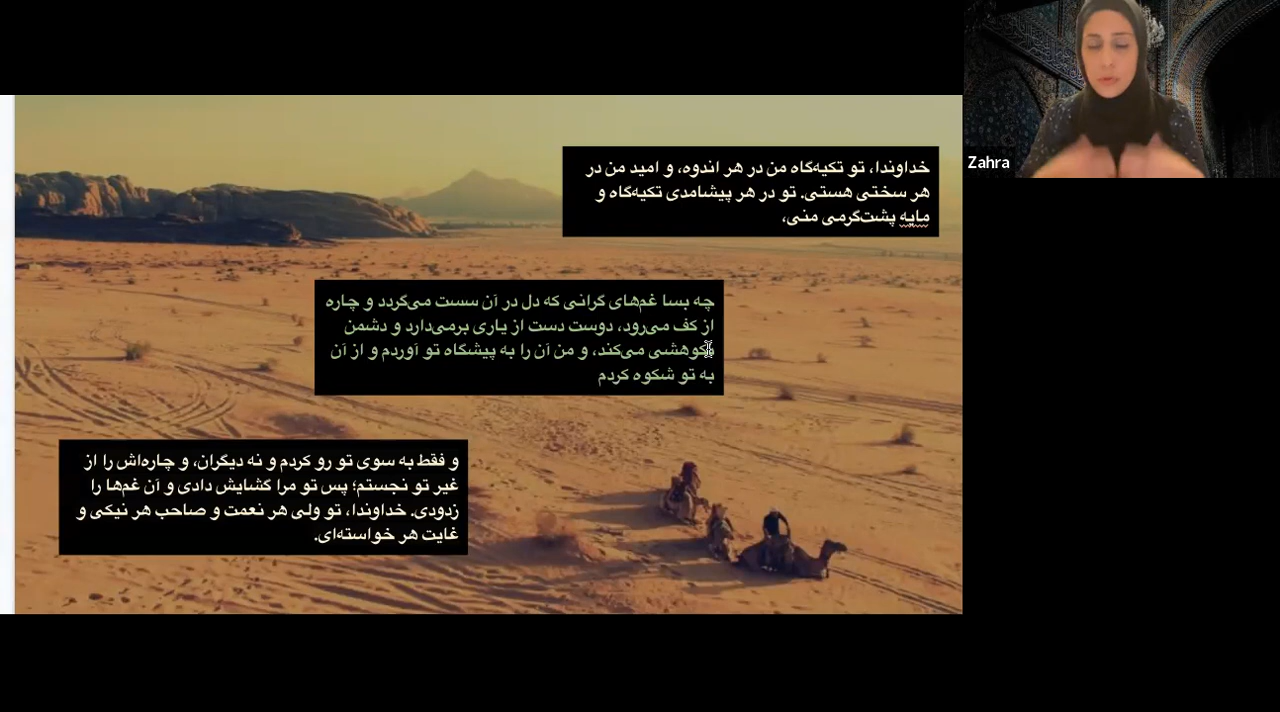 خداوندا، تو تکیه‌گاه من در هر اندوه، و امید من در
هر سختی هستی. تو در هر پیشامدی تکیه‌گاه و
مایه پشت‌گرمی منی،
چه بسا غم‌های گرانی که دل در آن سست می‌گردد و چاره
از کف می‌رود، دوست دست از یاری برمی‌دارد و دشمن
نکوهشی می‌کند، و من آن را به پیشگاه تو آوردم و از آن
به تو شکوه کردم
و فقط به سوی تو رو کردم و نه دیگران، و چاره‌اش را از
غیر تو نجستم؛ پس تو مرا گشایش دادی و آن غم‌ها را
زدودی. خداوندا، تو ولی هر نعمت و صاحب هر نیکی و
غایت هر خواسته‌ای.
Zahra